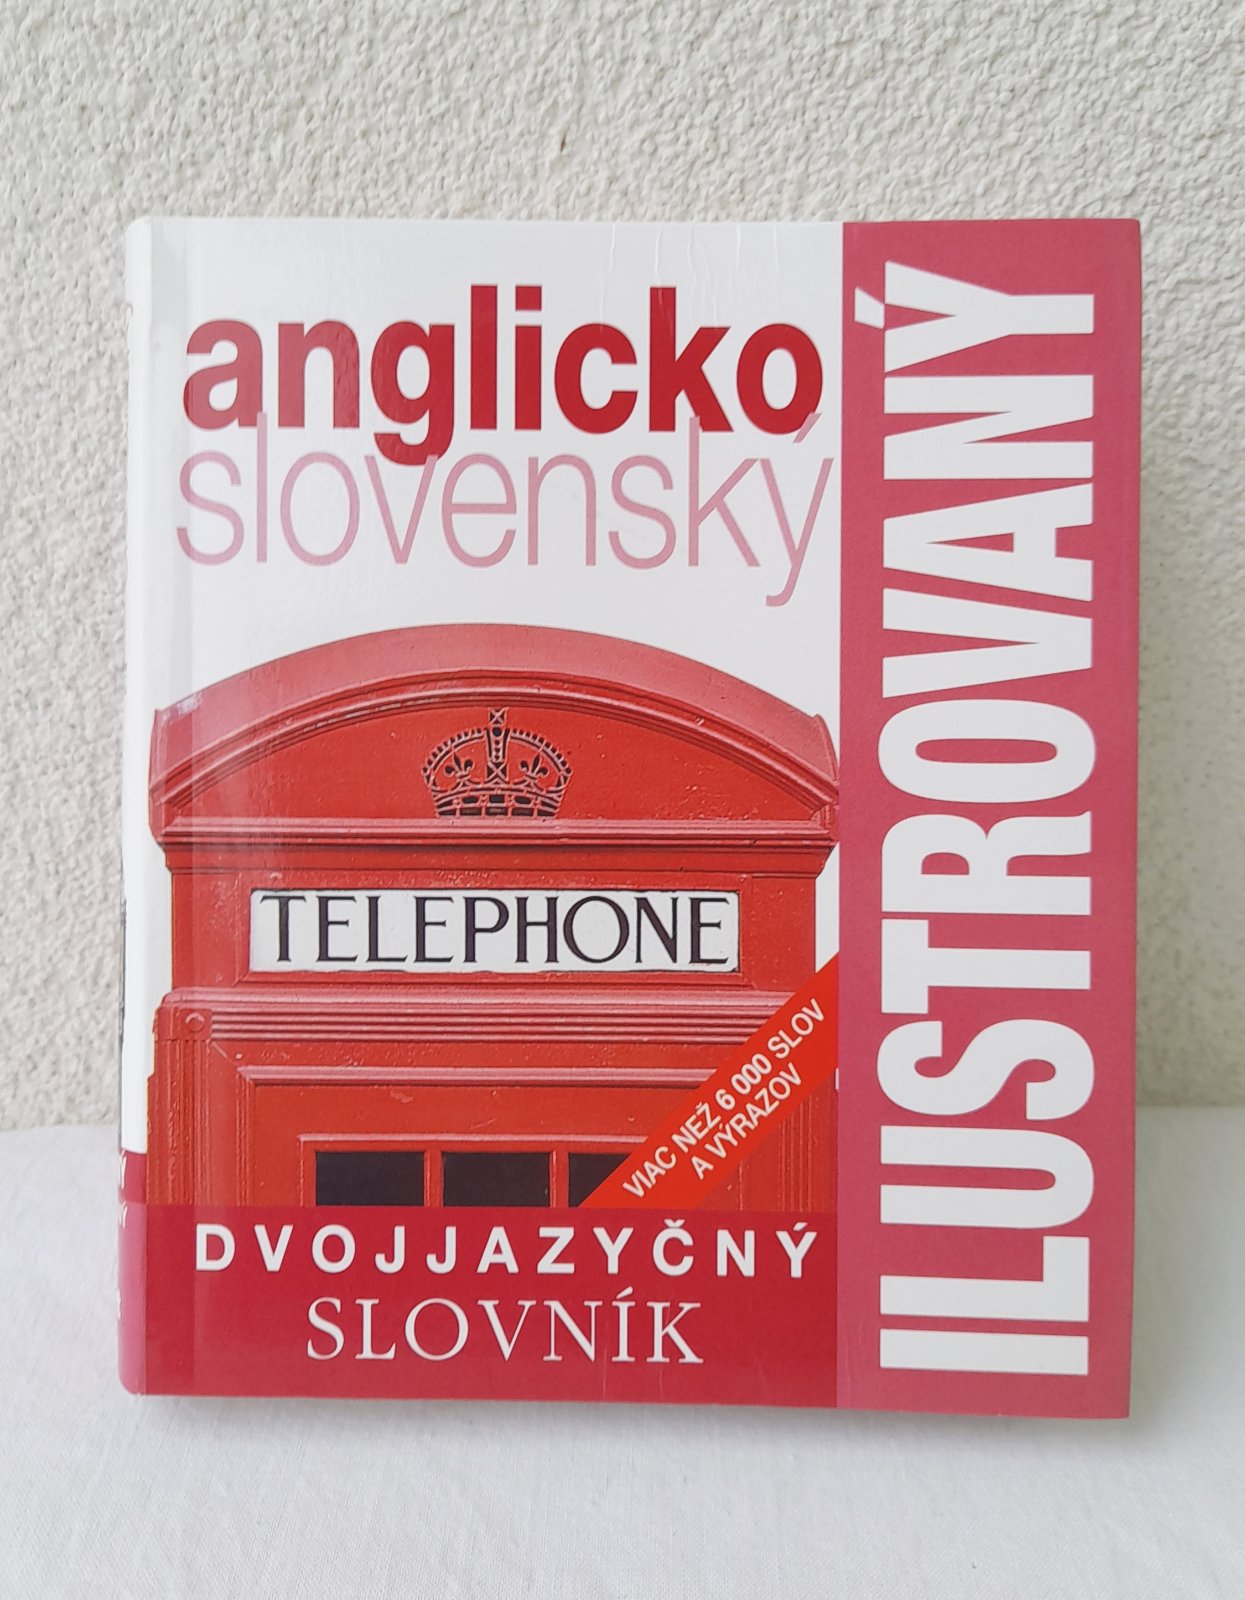 anglicko
slovenský
TELEPHONE
VIAC NEŽ 6 000 SLOV
A VÝRAZOV
DVOJJAZYČNÝ
SLOVNÍK
ILUSTROVANÝ